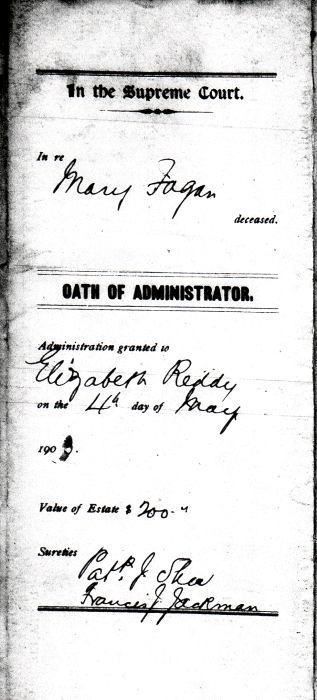 In the Supreme Court.
In re
Mary Fagan
deceased.
OATH OF ADMINISTRATOR.
Administration granted to
Elizabeth Reddy
on the 4th day of May
190
Value of Estate $ 200.
Sureties
Patk. J. Shea
Francis J. Jackman